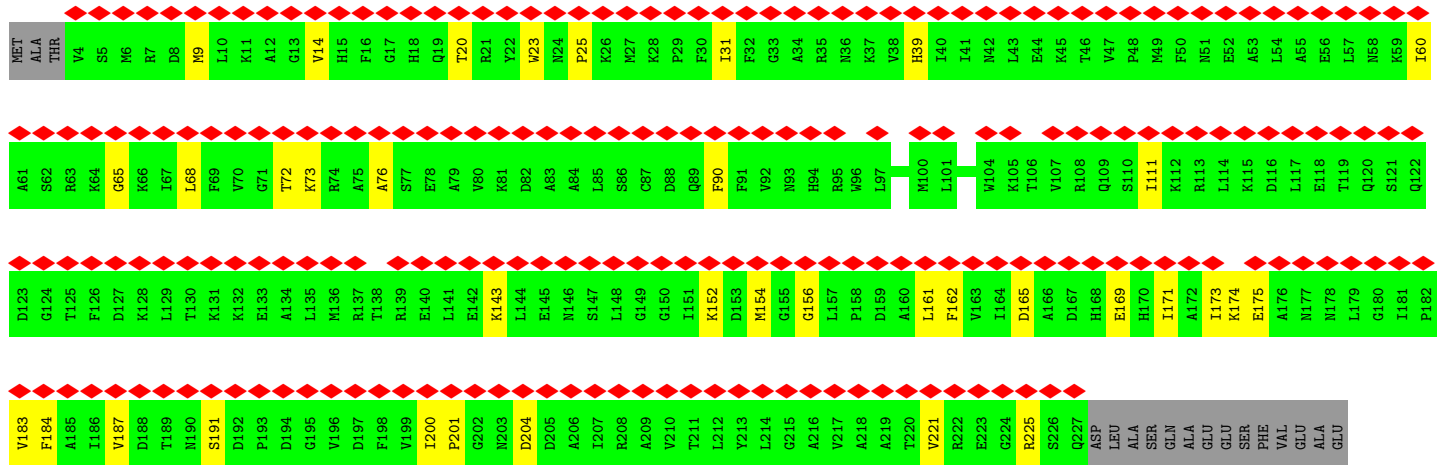 MET ALA THR V4 S5 M6 R7 D8 M9 L10 K11 A12 G13 V14 H15 F16 G17 H18 Q19 T20 R21 Y22 W23 N24 P25 K26 M27 K28 P29 F30 I31 F32 G33 A34 R35 N36 K37 V38 H39 I40 I41 N42 L43 E44 K45 T46 V47 P48 M49 F50 N51 E52 A53 L54 A55 E56 L57 N58 K59 I60
A61 S62 R63 K64 G65 K66 I67 L68 F69 V70 G71 T72 K73 R74 A75 A76 S77 E78 A79 V80 K81 D82 A83 A84 L85 S86 C87 D88 Q89 F90 F91 V92 N93 H94 R95 W96 L97 M100 L101 W104 K105 T106 V107 R108 Q109 S110 I111 K112 R113 L114 K115 D116 L117 E118 T119 Q120 S121 Q122
D123 G124 T125 F126 D127 K128 L129 T130 K131 K132 E133 A134 L135 M136 R137 T138 R139 E140 L141 E142 K143 L144 E145 N146 S147 L148 G149 G150 I151 K152 D153 M154 G155 G156 L157 P158 D159 A160 L161 F162 V163 I164 D165 A166 D167 H168 E169 H170 I171 A172 I173 K174 E175 A176 N177 N178 L179 G180 I181 P182
V183 F184 A185 I186 V187 D188 T189 N190 S191 D192 P193 D194 G195 V196 D197 F198 V199 I200 P201 G202 N203 D204 D205 A206 I207 R208 A209 V210 T211 L212 Y213 L214 G215 A216 V217 A218 A219 T220 V221 R222 E223 G224 R225 S226 Q227 ASP LEU ALA SER GLN ALA GLU GLU SER PHE VAL GLU ALA GLU